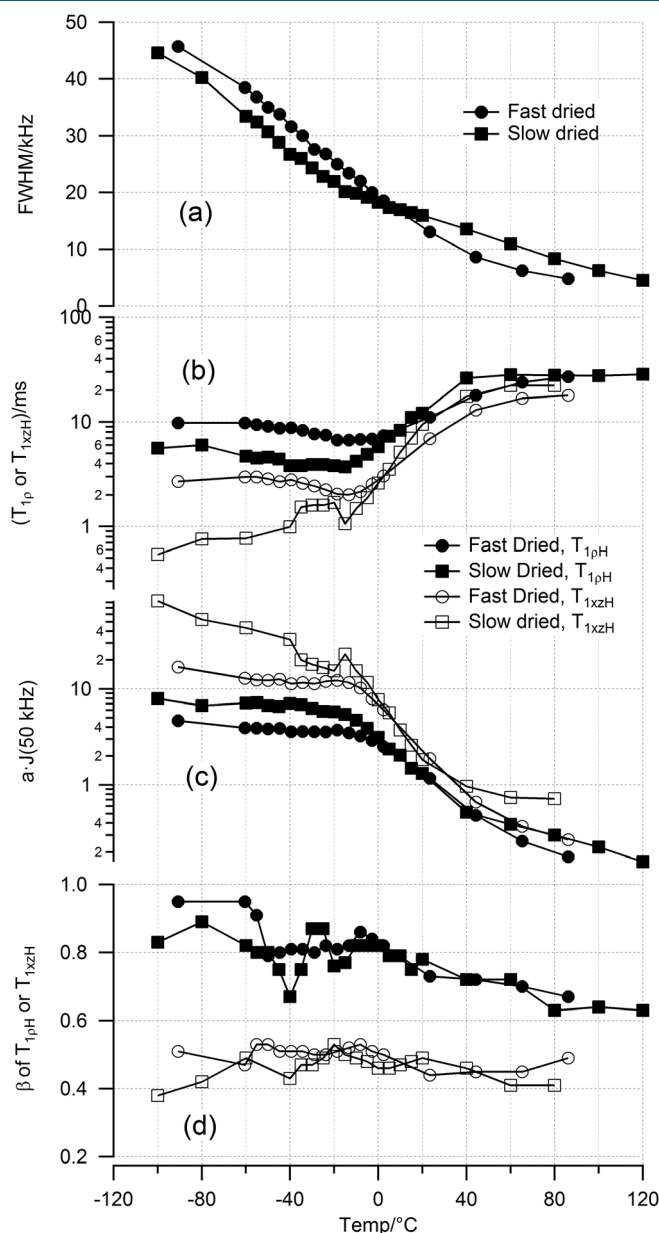 50
40
30
20
10
0
FWHM/kHz
Fast dried
Slow dried
(a)
100
6
4
2
10
6
4
2
1
6
4
2
(T1ρ or T1xzH)/ms
(b)
Fast Dried, T1ρH
Slow Dried, T1ρH
Fast Dried, T1xzH
Slow dried, T1xzH
4
2
10
4
2
1
4
2
a·J(50 kHz)
(c)
1.0
0.8
0.6
0.4
0.2
β of T1ρH or T1xzH
(d)
-120 -80 -40 0 40 80 120
Temp/°C